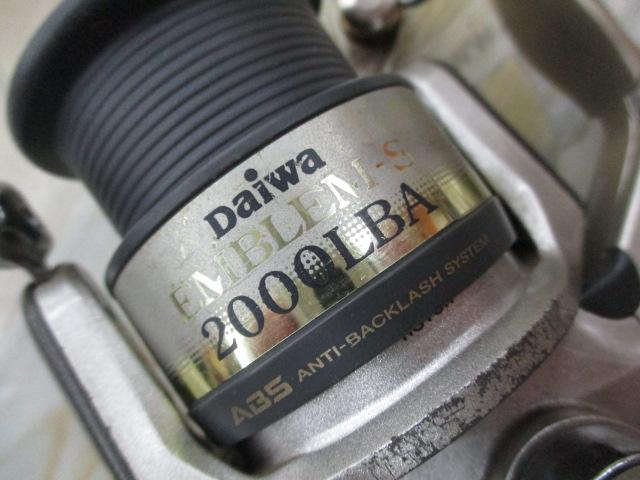 Daiwa
EMBLEM-S
2000LBA
ABS ANTI-BACKLASH SYSTEM